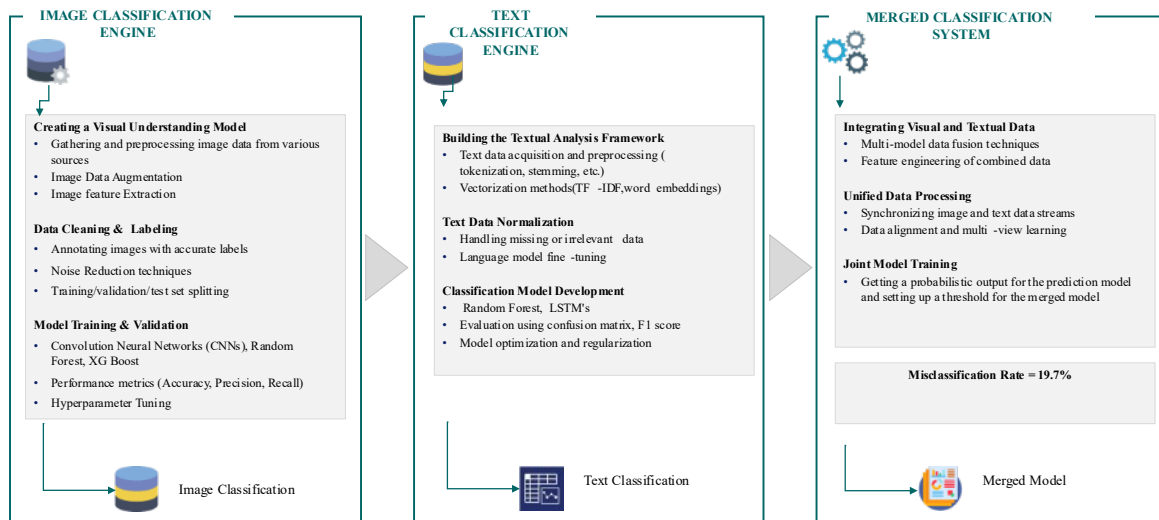 IMAGE CLASSIFICATION
ENGINE
Creating a Visual Understanding Model
• Gathering and preprocessing image data from various
sources
• Image Data Augmentation
• Image feature Extraction
Data Cleaning & Labeling
• Annotating images with accurate labels
• Noise Reduction techniques
• Training/validation/test set splitting
Model Training & Validation
• Convolution Neural Networks (CNNs), Random
Forest, XG Boost
• Performance metrics (Accuracy, Precision, Recall)
• Hyperparameter Tuning
Image Classification
TEXT
CLASSIFICATION
ENGINE
Building the Textual Analysis Framework
• Text data acquisition and preprocessing (
tokenization, stemming, etc.)
• Vectorization methods(TF -IDF,word embeddings)
Text Data Normalization
• Handling missing or irrelevant data
• Language model fine -tuning
Classification Model Development
• Random Forest, LSTM's
• Evaluation using confusion matrix, F1 score
• Model optimization and regularization
Text Classification
MERGED CLASSIFICATION
SYSTEM
Integrating Visual and Textual Data
• Multi-model data fusion techniques
• Feature engineering of combined data
Unified Data Processing
• Synchronizing image and text data streams
• Data alignment and multi -view learning
Joint Model Training
• Getting a probabilistic output for the prediction model
and setting up a threshold for the merged model
Misclassification Rate = 19.7%
Merged Model